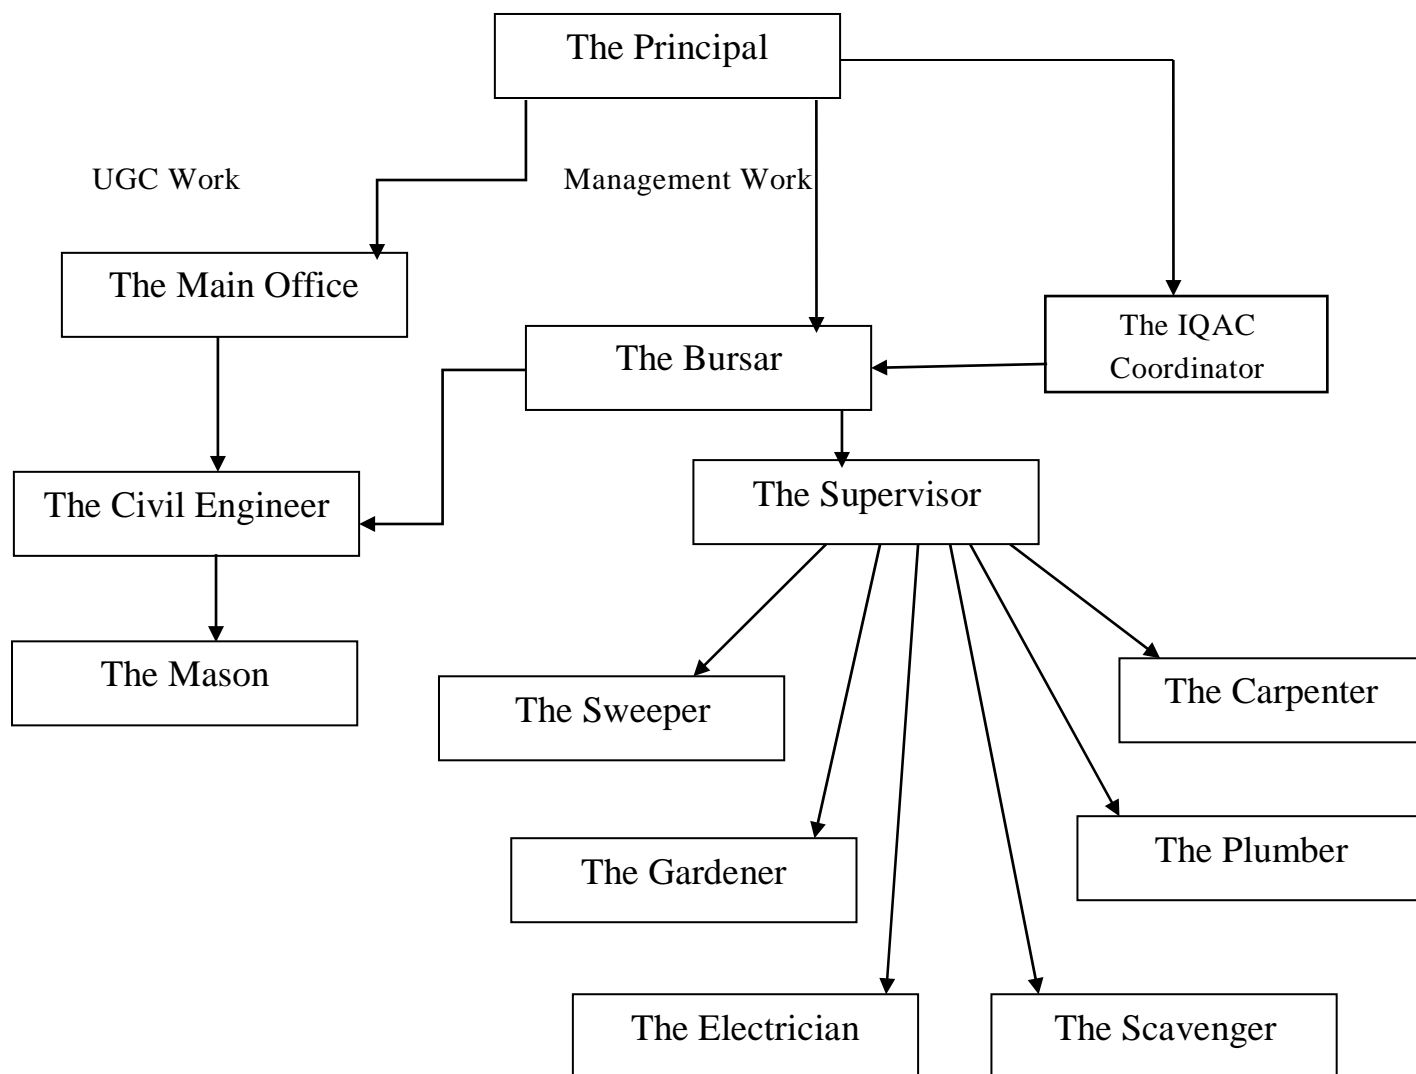 The Principal
UGC Work
Management Work
The Main Office
The IQAC
Coordinator
The Bursar
The Civil Engineer
The Supervisor
The Mason
The Sweeper
The Carpenter
The Gardener
The Plumber
The Electrician
The Scavenger